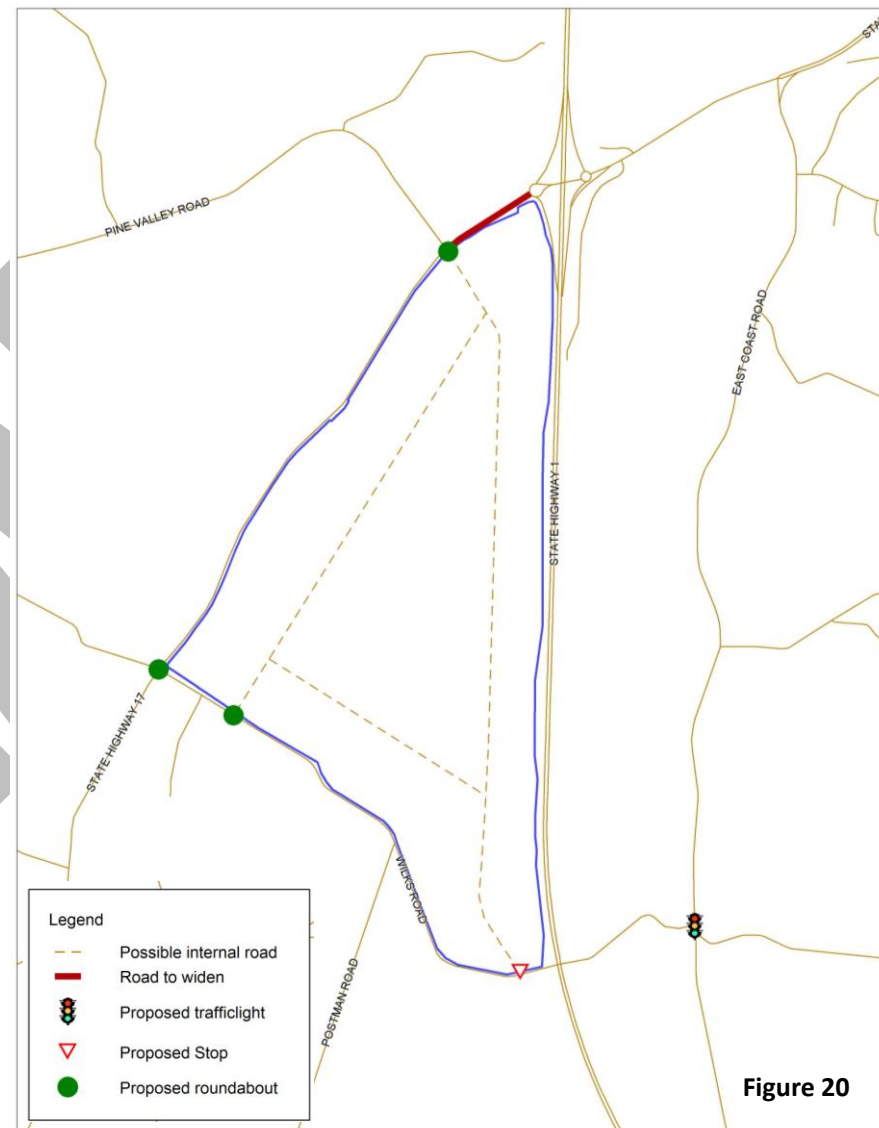 STA
PINE VALLEY ROAD
EAST COAST ROAD
STATE HIGHWAY 1
STATE HIGHWAY 17
WILKS ROAD
POSTMAN ROAD
Legend
Possible internal road
Road to widen
Proposed trafficlight
Proposed Stop
Proposed roundabout
Figure 20